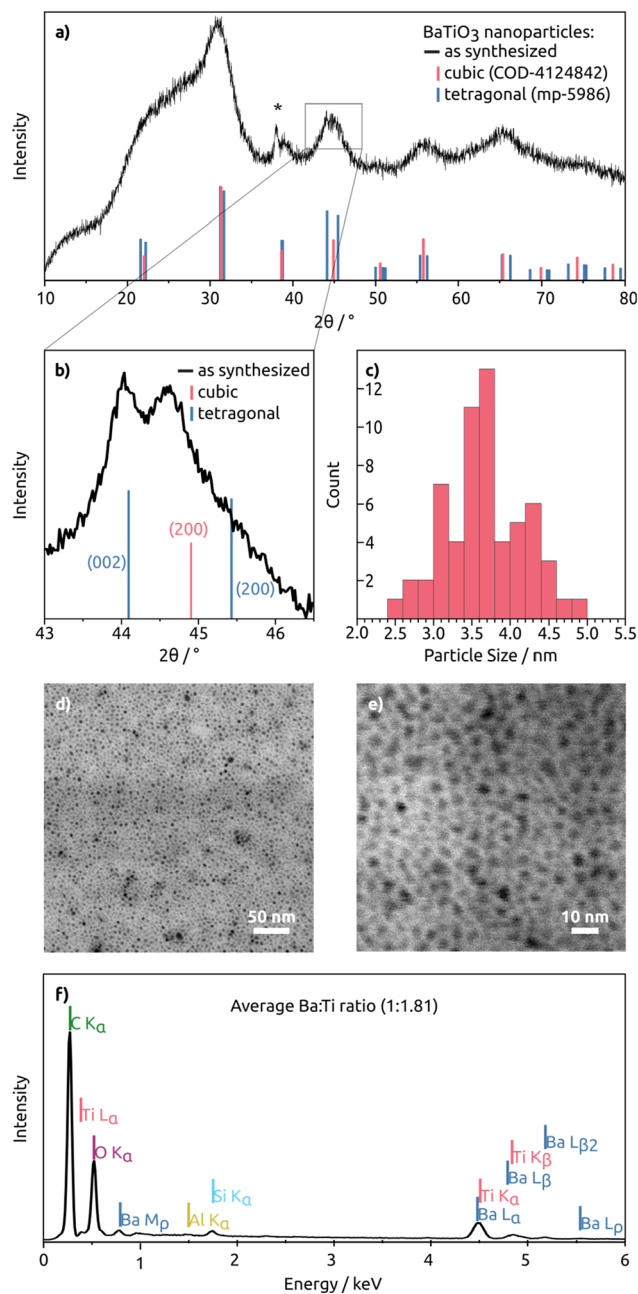 a)
BaTiO3 nanoparticles:
as synthesized
cubic (COD-4124842)
tetragonal (mp-5986)
*
Intensity
10 20 30 40 50 60 70 80
2θ / °
b)
as synthesized
cubic
tetragonal
(002)
(200)
(200)
Intensity
43 44 45 46
2θ / °
c)
Count
12
10
8
6
4
2
2.0 2.5 3.0 3.5 4.0 4.5 5.0 5.5
Particle Size / nm
d)
50 nm
e)
10 nm
f)
Average Ba:Ti ratio (1:1.81)
C Kα
Ti Lα
O Kα
Ba Mρ
Al Kα
Si Kα
Ba Lβ2
Ti Kβ
Ba Lβ
Ti Kα
Ba Lα
Ba Lρ
Intensity
0 1 2 3 4 5 6
Energy / keV